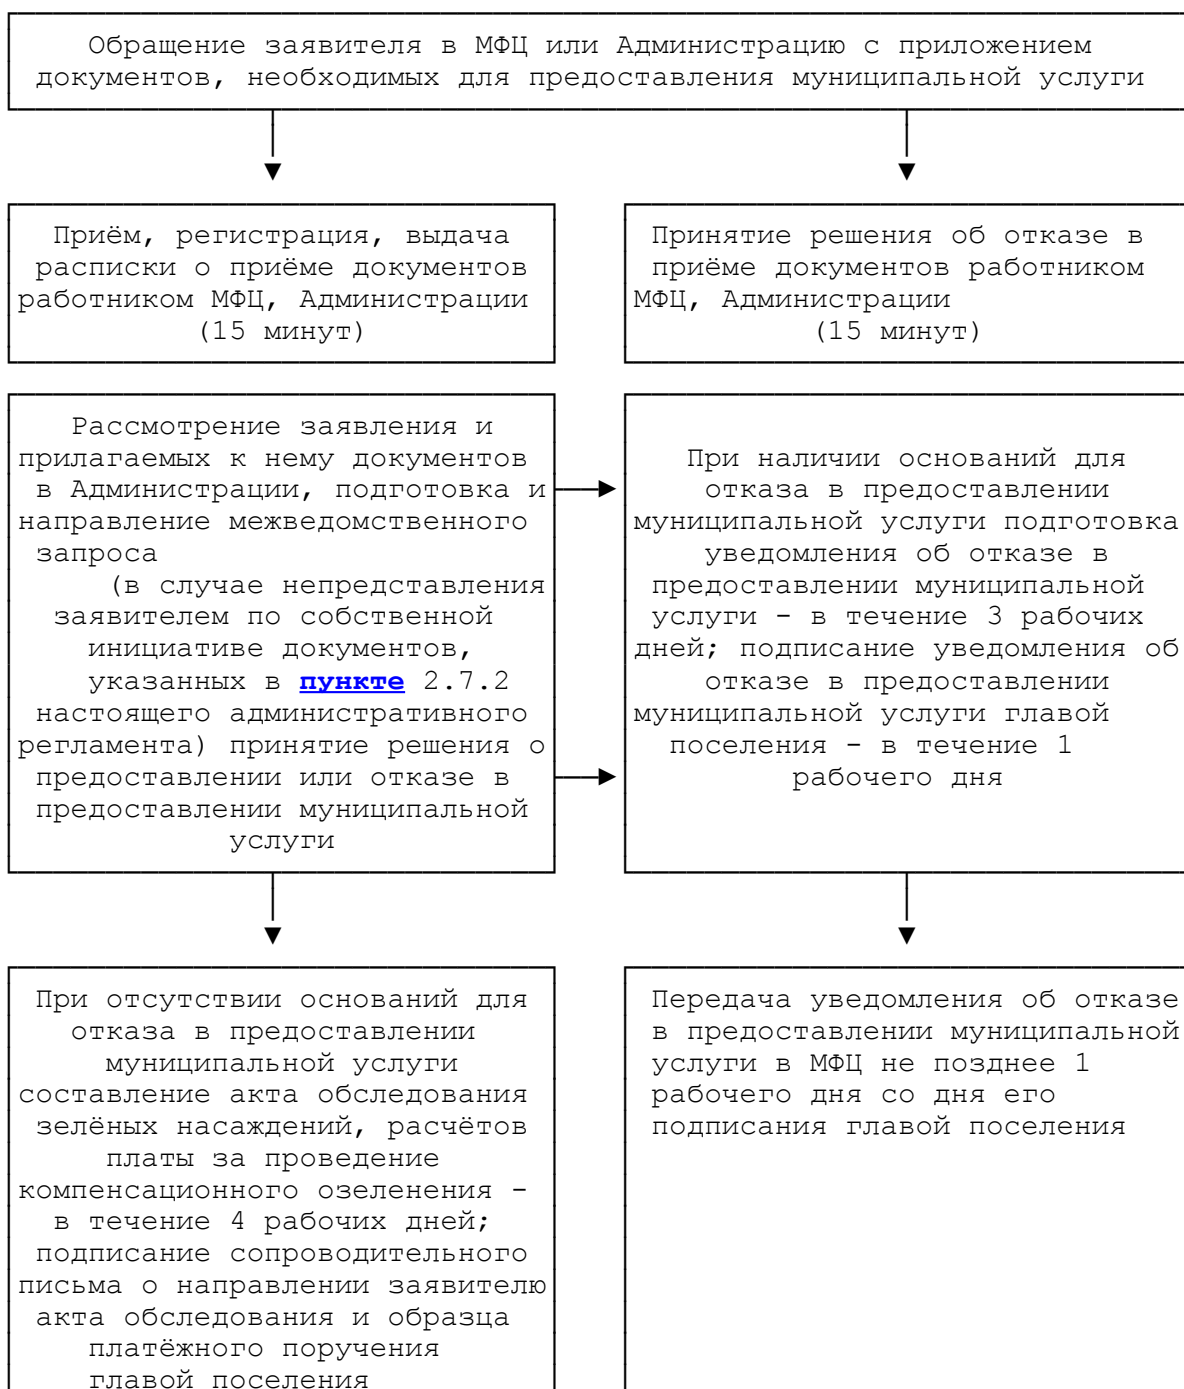 Обращение заявителя в МФЦ или Администрацию с приложением
документов, необходимых для предоставления муниципальной услуги
Приём, регистрация, выдача
расписки о приёме документов
работником МФЦ, Администрации
(15 минут)
Принятие решения об отказе в
приёме документов работником
МФЦ, Администрации
(15 минут)
Рассмотрение заявления и
прилагаемых к нему документов
в Администрации, подготовка и
направление межведомственного
запроса
(в случае непредставления
заявителем по собственной
инициативе документов,
указанных в пункте 2.7.2
настоящего административного
регламента) принятие решения о
предоставлении или отказе в
предоставлении муниципальной
услуги
При наличии оснований для
отказа в предоставлении
муниципальной услуги подготовка
уведомления об отказе в
предоставлении муниципальной
услуги - в течение 3 рабочих
дней; подписание уведомления об
отказе в предоставлении
муниципальной услуги главой
поселения - в течение 1
рабочего дня
При отсутствии оснований для
отказа в предоставлении
муниципальной услуги
составление акта обследования
зелёных насаждений, расчётов
платы за проведение
компенсационного озеленения -
в течение 4 рабочих дней;
подписание сопроводительного
письма о направлении заявителю
акта обследования и образца
платёжного поручения
главой поселения
Передача уведомления об отказе
в предоставлении муниципальной
услуги в МФЦ не позднее 1
рабочего дня со дня его
подписания главой поселения